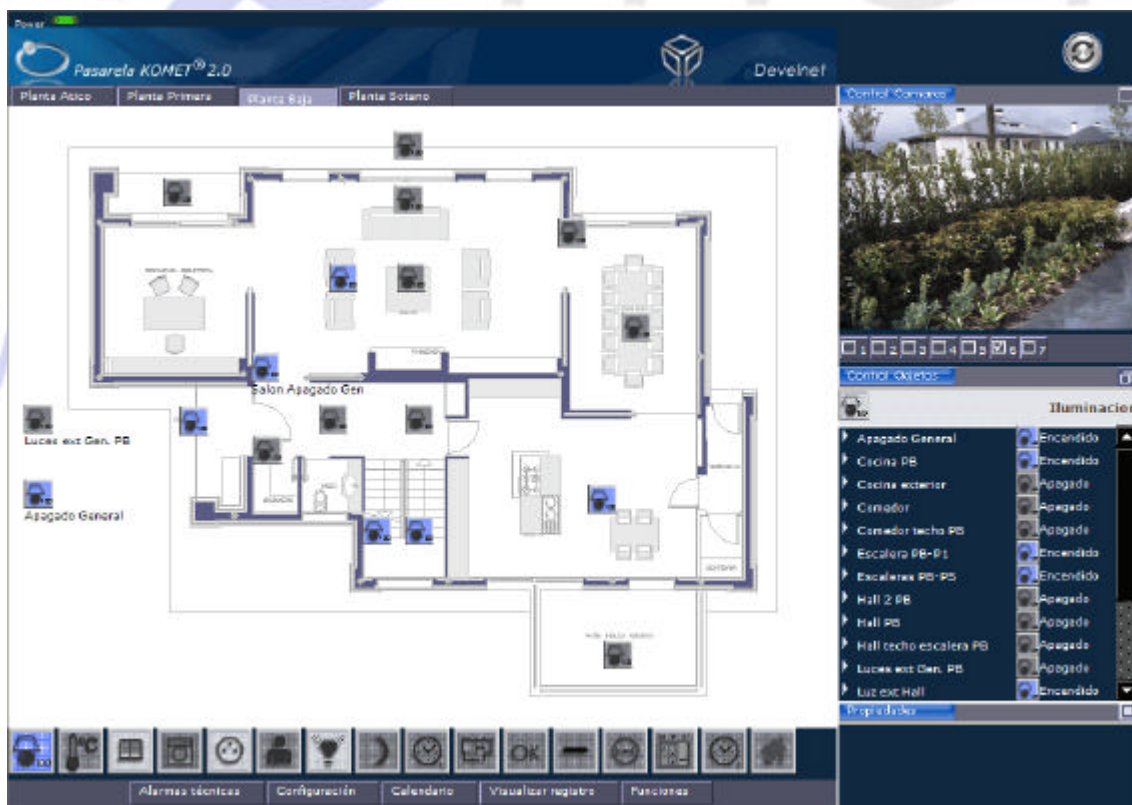 Power
Pasarela KOMET® 2.0
Develnet
Planta Atico
Planta Primera
Planta Baja
Planta Sotano
Control Camaras
1 2 3 4 5 6 7
Control Objetos
Iluminacion
Salon Apagado Gen
Luces ext Gen. PB
Apagado General
Apagado General Encendido
Cocina PB Encendido
Cocina exterior Apagado
Comedor Apagado
Comedor techo PB Apagado
Escalera PB-P1 Encendido
Escaleras PB-PS Encendido
Hall 2 PB Apagado
Hall PB Apagado
Hall techo escalera PB Apagado
Luces ext Gen. PB Apagado
Luz ext Hall Encendido
Propiedades
°C
OK
Alarmas técnicas
Configuración
Calendario
Visualizar registro
Funciones